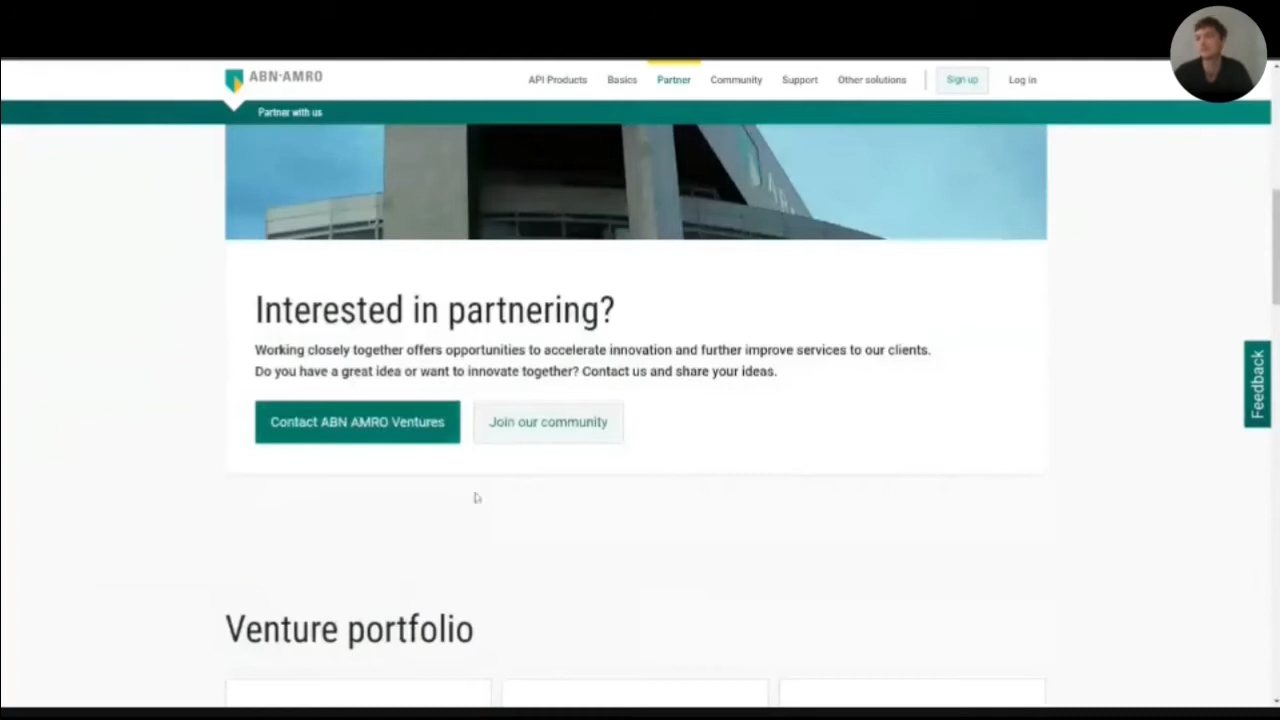 ABN·AMRO
API Products Basics Partner Community Support Other solutions Sign up Log in
Partner with us
Interested in partnering?
Working closely together offers opportunities to accelerate innovation and further improve services to our clients.
Do you have a great idea or want to innovate together? Contact us and share your ideas.
Contact ABN AMRO Ventures Join our community
Feedback
Venture portfolio